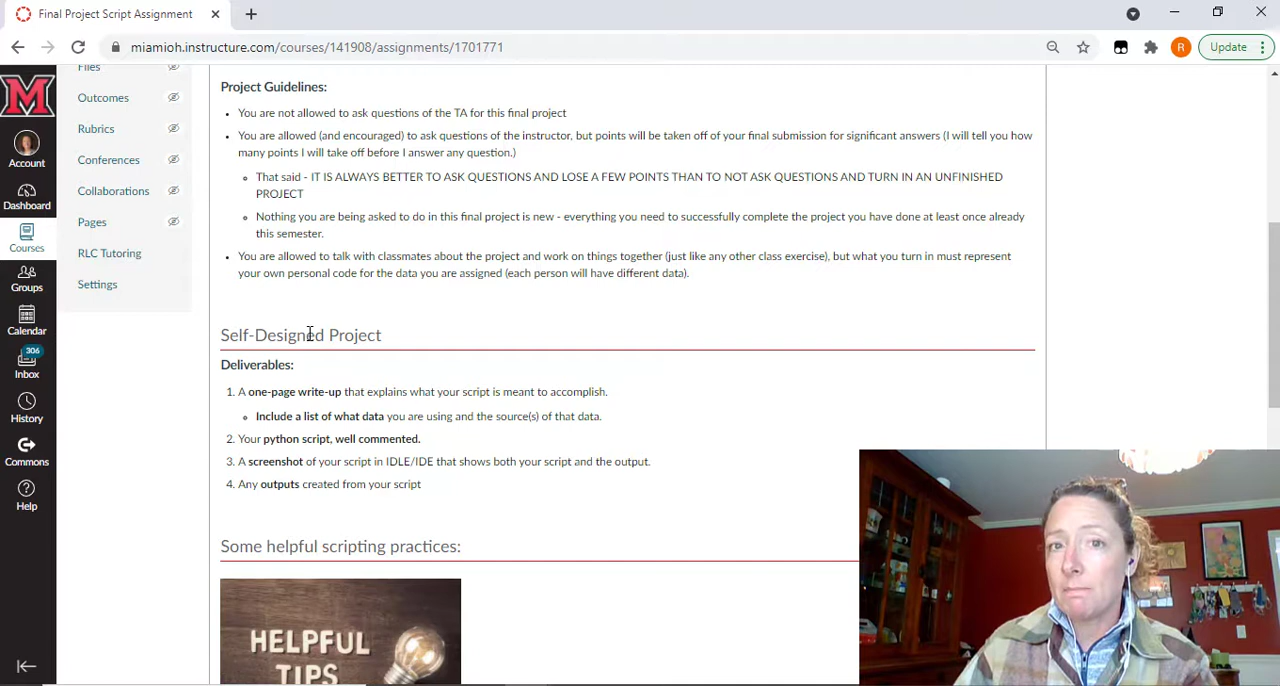 Final Project Script Assignment
miamioh.instructure.com/courses/141908/assignments/1701771
R
Update
Files
Outcomes
Rubrics
Conferences
Collaborations
Pages
RLC Tutoring
Settings
M
Account
Dashboard
Courses
Groups
Calendar
306
Inbox
History
Commons
Help
Project Guidelines:
You are not allowed to ask questions of the TA for this final project
You are allowed (and encouraged) to ask questions of the instructor, but points will be taken off of your final submission for significant answers (I will tell you how
many points I will take off before I answer any question.)
That said - IT IS ALWAYS BETTER TO ASK QUESTIONS AND LOSE A FEW POINTS THAN TO NOT ASK QUESTIONS AND TURN IN AN UNFINISHED
PROJECT
Nothing you are being asked to do in this final project is new - everything you need to successfully complete the project you have done at least once already
this semester.
You are allowed to talk with classmates about the project and work on things together (just like any other class exercise), but what you turn in must represent
your own personal code for the data you are assigned (each person will have different data).
Self-Designed Project
Deliverables:
1. A one-page write-up that explains what your script is meant to accomplish.
Include a list of what data you are using and the source(s) of that data.
2. Your python script, well commented.
3. A screenshot of your script in IDLE/IDE that shows both your script and the output.
4. Any outputs created from your script
Some helpful scripting practices:
HELPFUL
TIPS